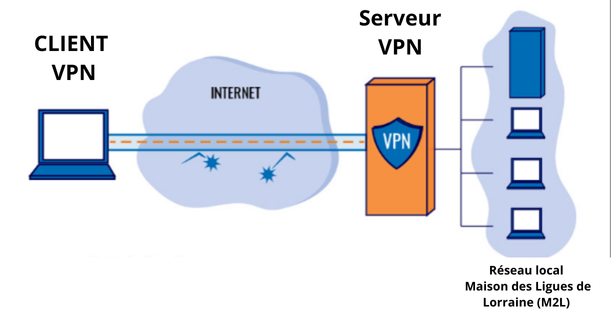 CLIENT
VPN
INTERNET
Serveur
VPN
VPN
Réseau local
Maison des Ligues de
Lorraine (M2L)